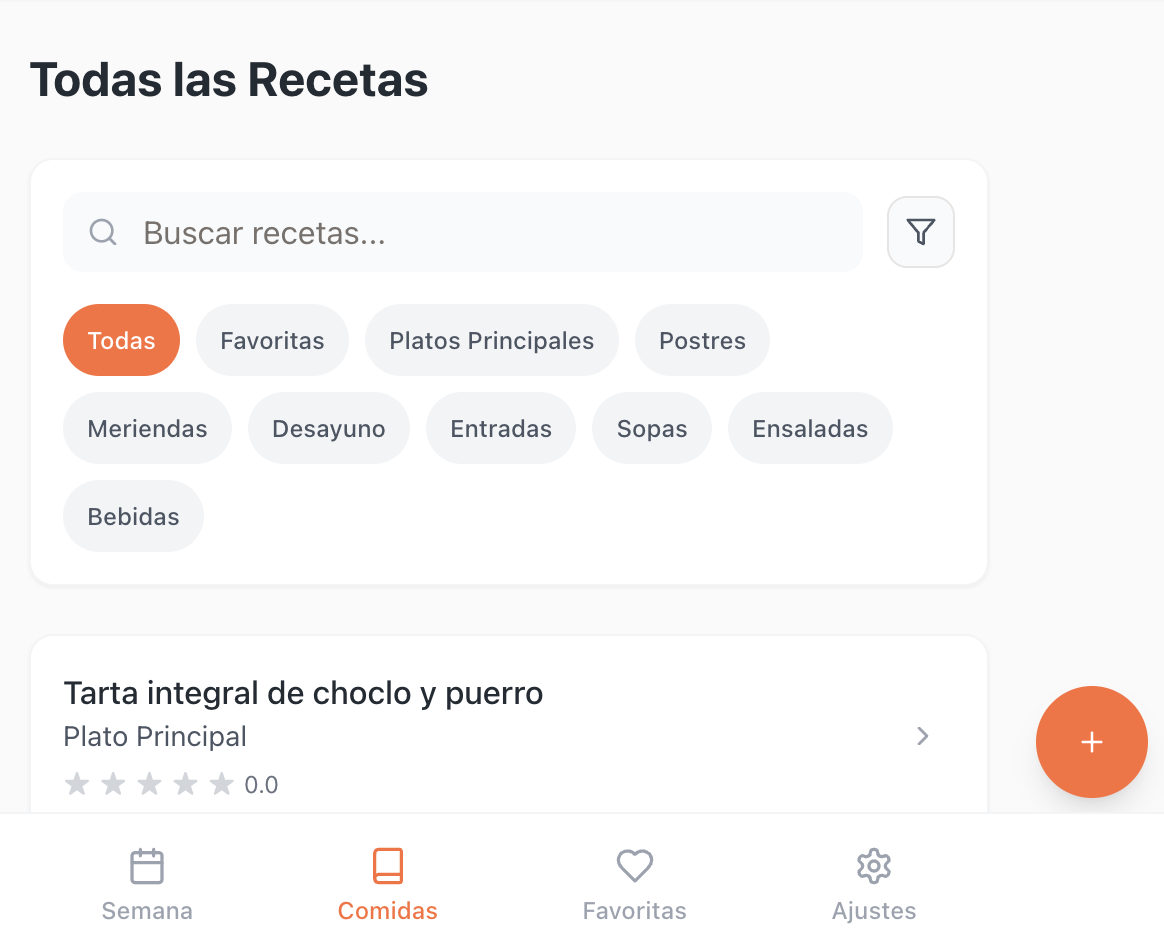 Todas las Recetas
Buscar recetas...
Todas Favoritas Platos Principales Postres
Meriendas Desayuno Entradas Sopas Ensaladas
Bebidas
Tarta integral de choclo y puerro
Plato Principal
0.0
+
Semana Comidas Favoritas Ajustes